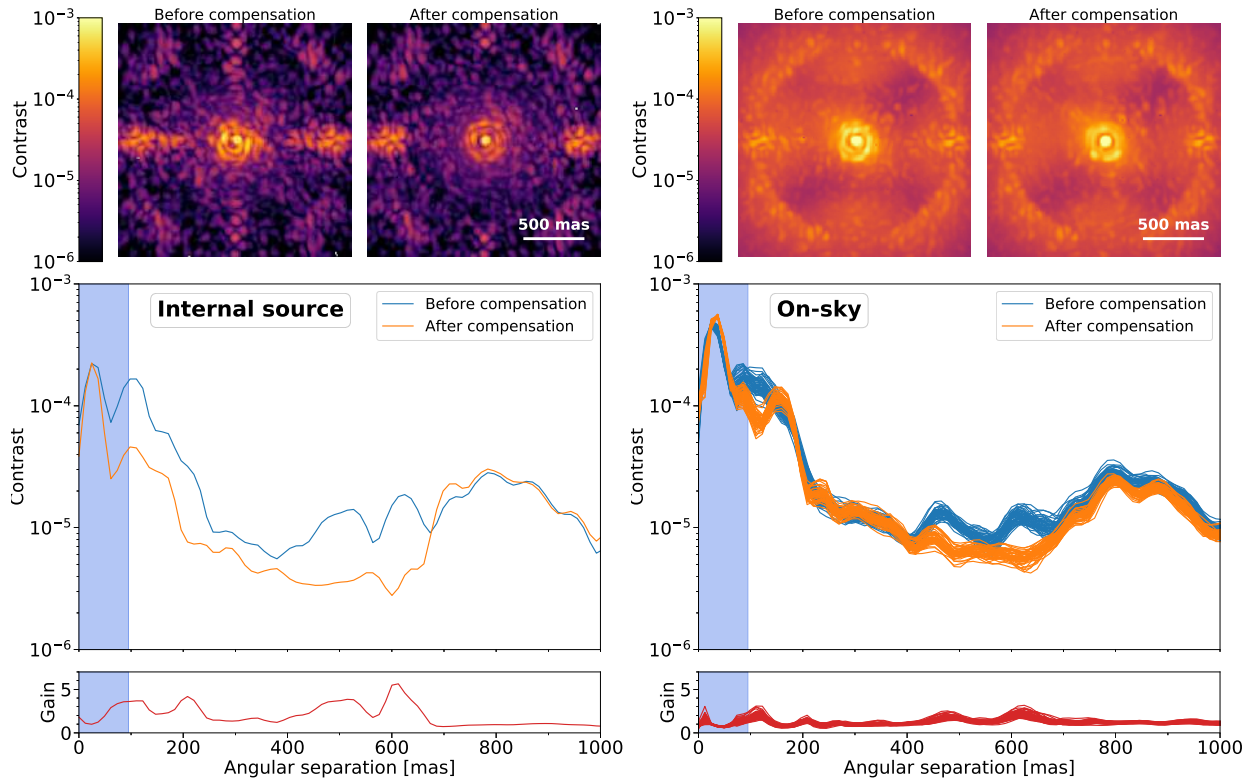 Before compensation
After compensation
Before compensation
After compensation
10⁻³
10⁻⁴
10⁻⁵
10⁻⁶
Contrast
500 mas
10⁻³
10⁻⁴
10⁻⁵
10⁻⁶
Contrast
500 mas
10⁻³
10⁻⁴
10⁻⁵
10⁻⁶
Contrast
Internal source
Before compensation
After compensation
10⁻³
10⁻⁴
10⁻⁵
10⁻⁶
Contrast
On-sky
Before compensation
After compensation
5
0
Gain
0 200 400 600 800 1000
Angular separation [mas]
5
0
Gain
0 200 400 600 800 1000
Angular separation [mas]